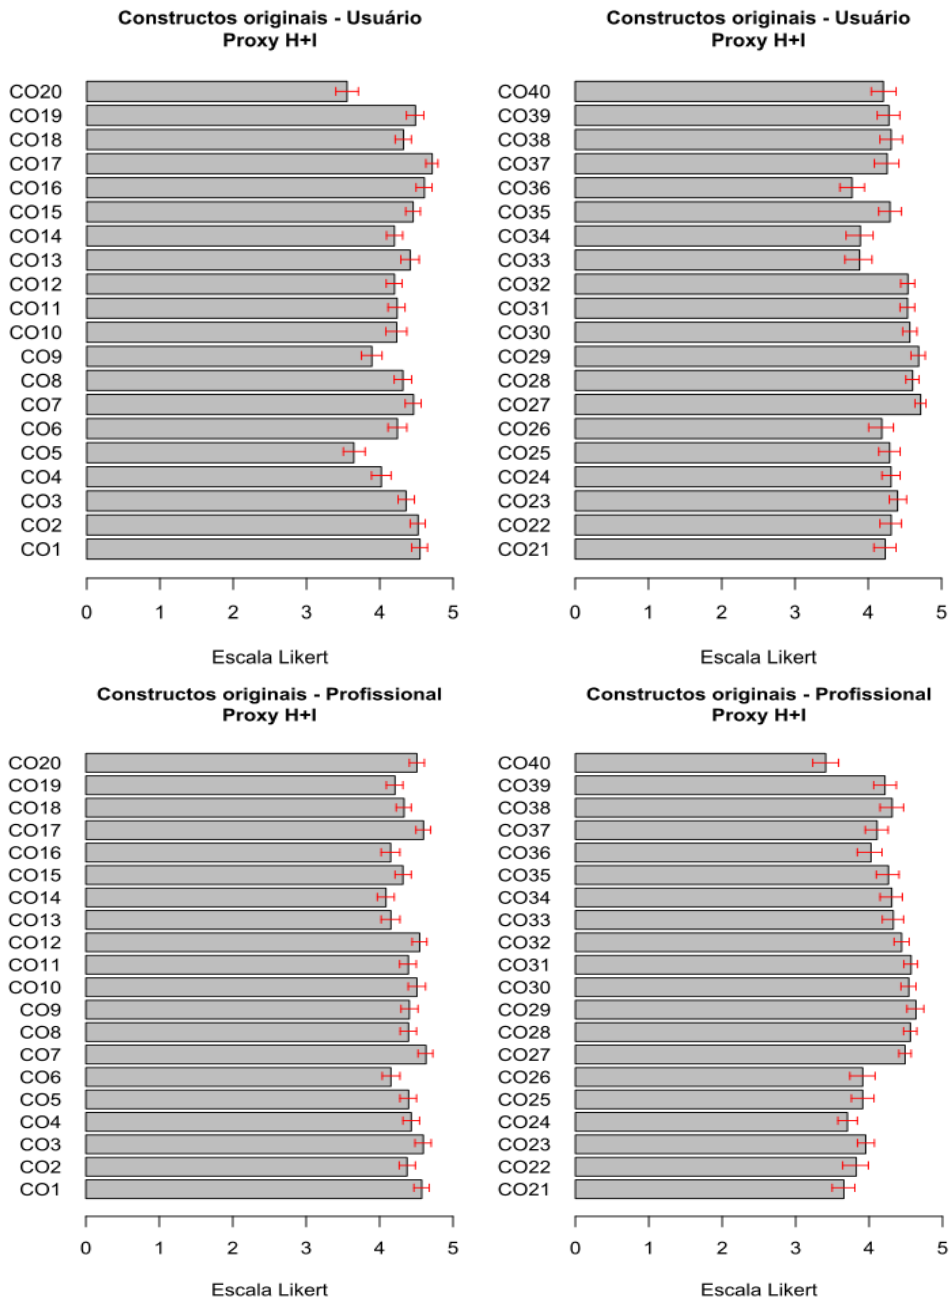 Constructos originais - Usuário
Proxy H+I
CO20
CO19
CO18
CO17
CO16
CO15
CO14
CO13
CO12
CO11
CO10
CO9
CO8
CO7
CO6
CO5
CO4
CO3
CO2
CO1
0 1 2 3 4 5
Escala Likert
Constructos originais - Usuário
Proxy H+I
CO40
CO39
CO38
CO37
CO36
CO35
CO34
CO33
CO32
CO31
CO30
CO29
CO28
CO27
CO26
CO25
CO24
CO23
CO22
CO21
0 1 2 3 4 5
Escala Likert
Constructos originais - Profissional
Proxy H+I
CO20
CO19
CO18
CO17
CO16
CO15
CO14
CO13
CO12
CO11
CO10
CO9
CO8
CO7
CO6
CO5
CO4
CO3
CO2
CO1
0 1 2 3 4 5
Escala Likert
Constructos originais - Profissional
Proxy H+I
CO40
CO39
CO38
CO37
CO36
CO35
CO34
CO33
CO32
CO31
CO30
CO29
CO28
CO27
CO26
CO25
CO24
CO23
CO22
CO21
0 1 2 3 4 5
Escala Likert